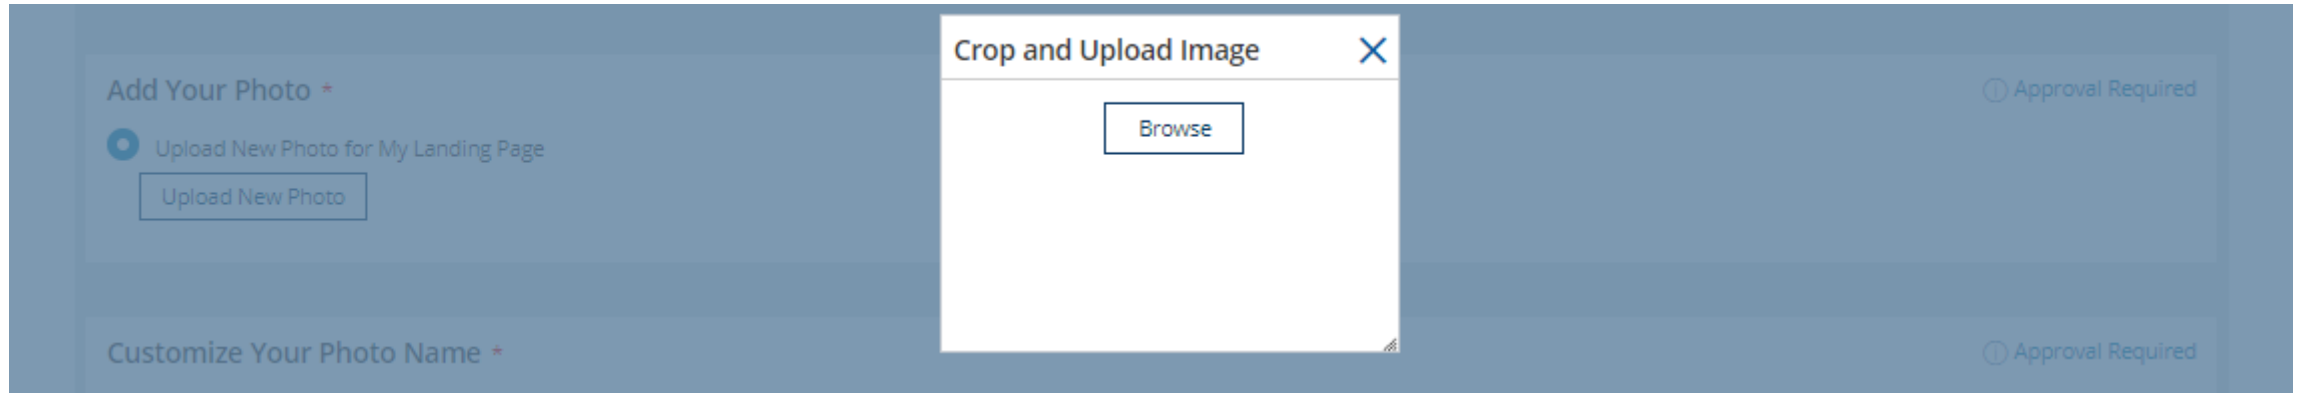 Crop and Upload Image
Browse
Add Your Photo *
Approval Required
Upload New Photo for My Landing Page
Upload New Photo
Customize Your Photo Name *
Approval Required